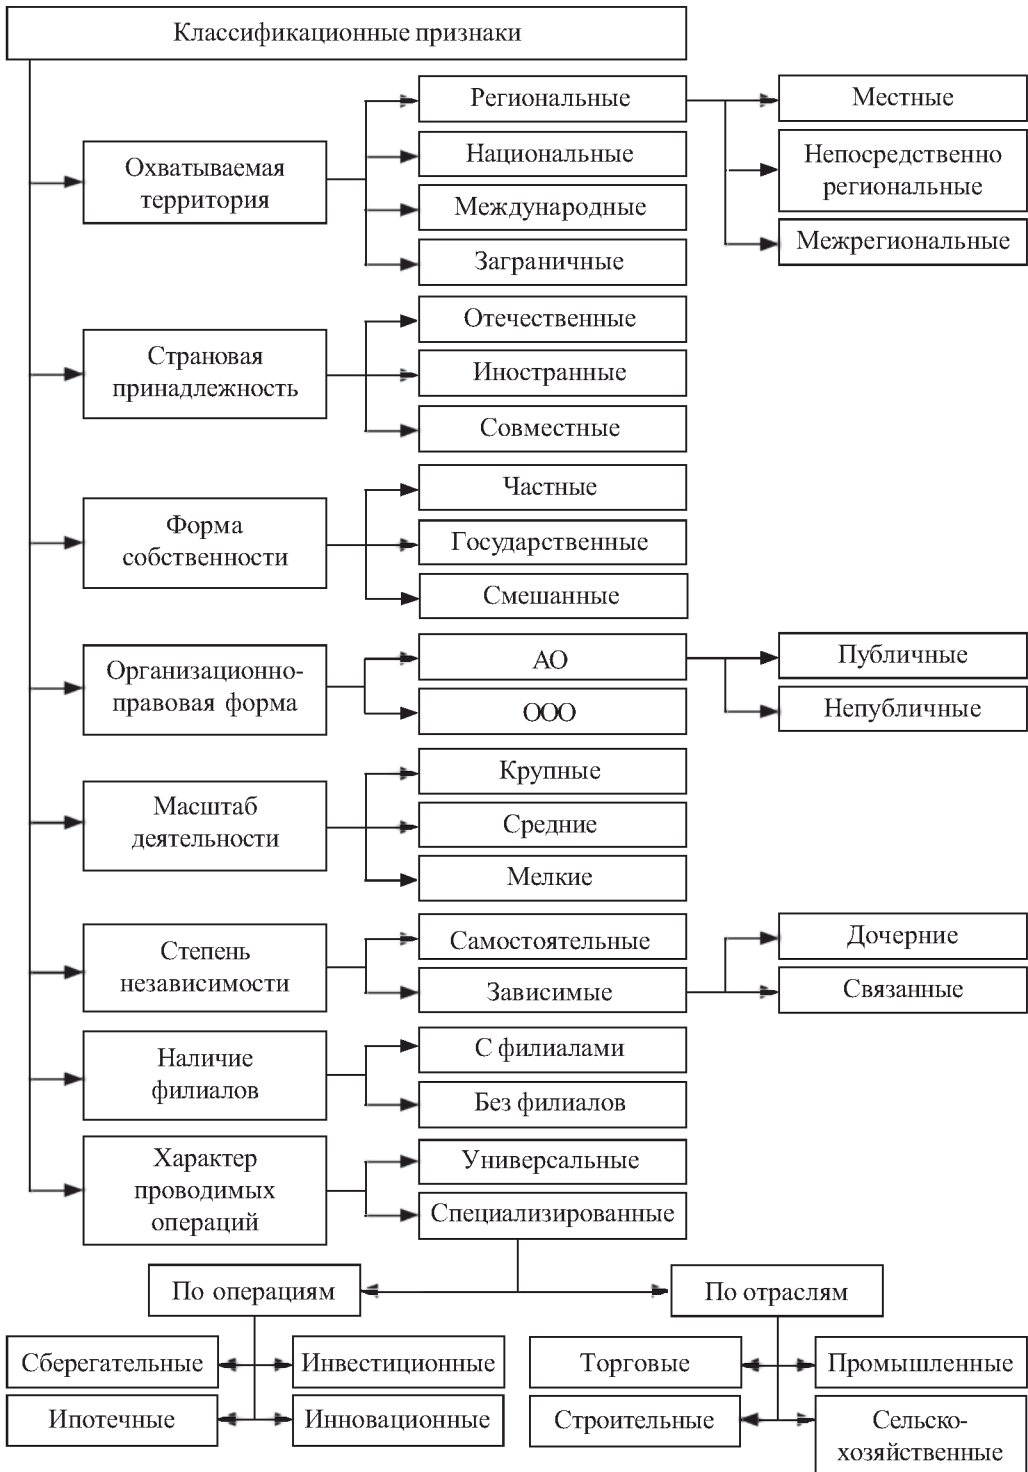 Классификационные признаки
Охватываемая
территория
Региональные
Национальные
Международные
Заграничные
Местные
Непосредственно
региональные
Межрегиональные
Страновая
принадлежность
Отечественные
Иностранные
Совместные
Форма
собственности
Частные
Государственные
Смешанные
Организационно-
правовая форма
АО
ООО
Публичные
Непубличные
Масштаб
деятельности
Крупные
Средние
Мелкие
Степень
независимости
Самостоятельные
Зависимые
Дочерние
Связанные
Наличие
филиалов
С филиалами
Без филиалов
Характер
проводимых
операций
Универсальные
Специализированные
По операциям
Сберегательные
Инвестиционные
Ипотечные
Инновационные
По отраслям
Торговые
Промышленные
Строительные
Сельско-
хозяйственные